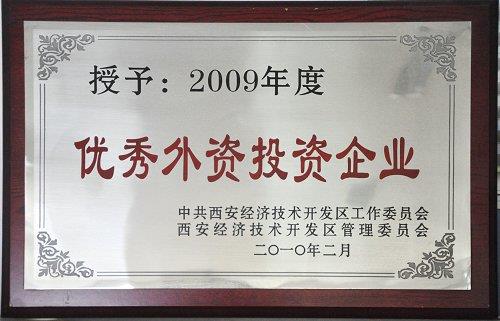 授予：2009年度
优秀外资投资企业
中共西安经济技术开发区工作委员会
西安经济技术开发区管理委员会
二〇一〇年二月